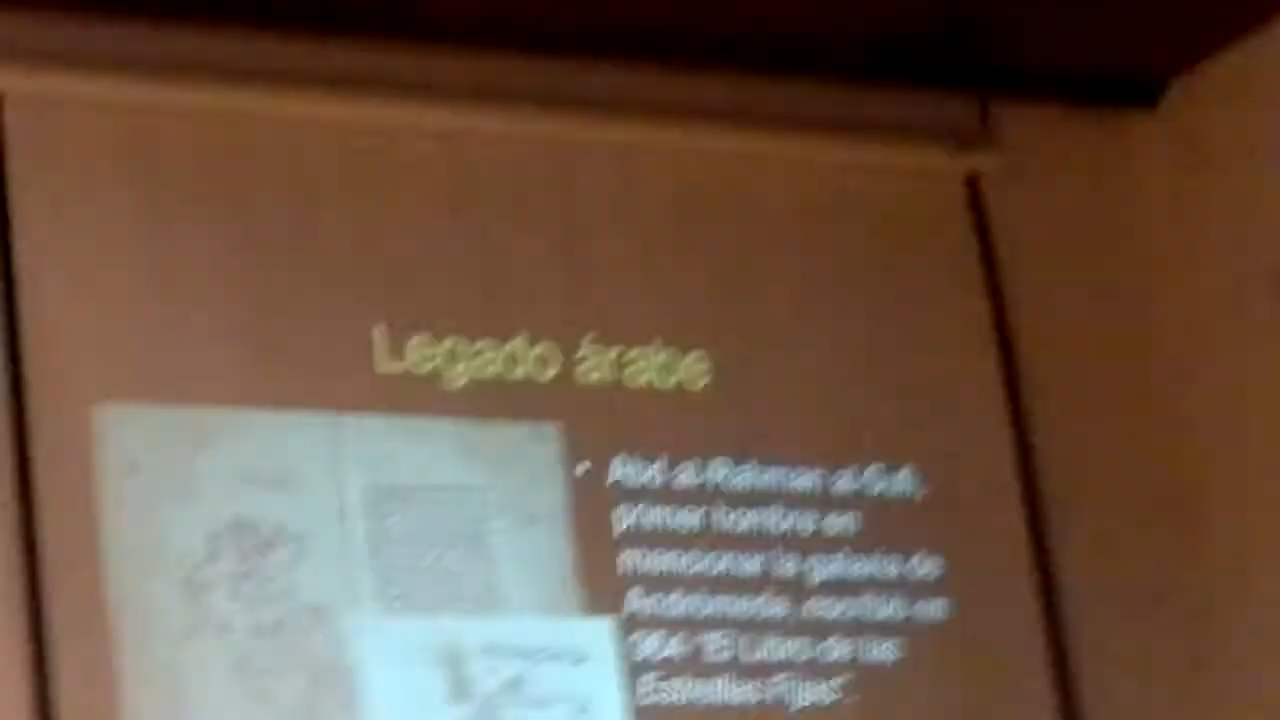 Legado árabe
• Abd al-Rahman al-Sufi,
primer hombre en
mencionar la galaxia de
Andrómeda, escribió en
964 "El Libro de las
Estrellas Fijas".